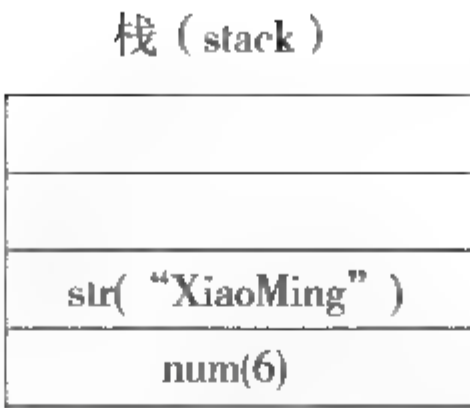 栈（stack）
str( “XiaoMing” )
num(6)